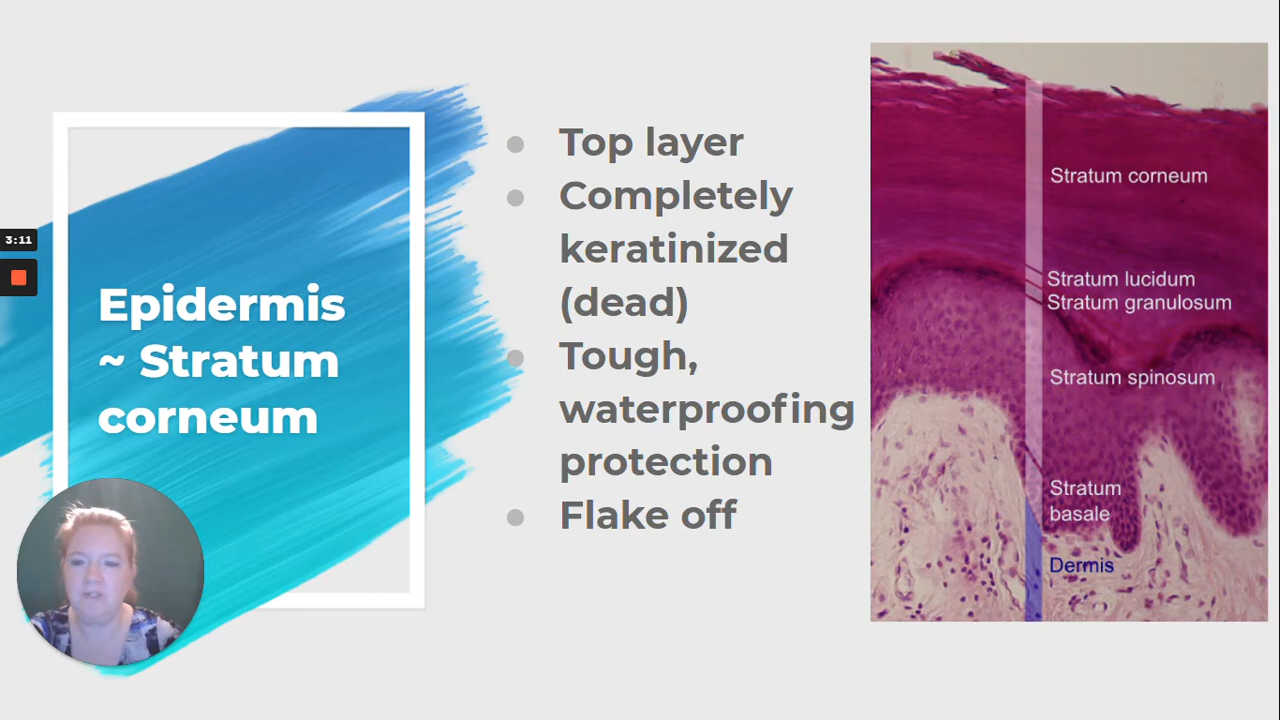 3:11
Epidermis
~ Stratum
corneum
Top layer
Completely
keratinized
(dead)
Tough,
waterproofing
protection
Flake off
Stratum corneum
Stratum lucidum
Stratum granulosum
Stratum spinosum
Stratum
basale
Dermis